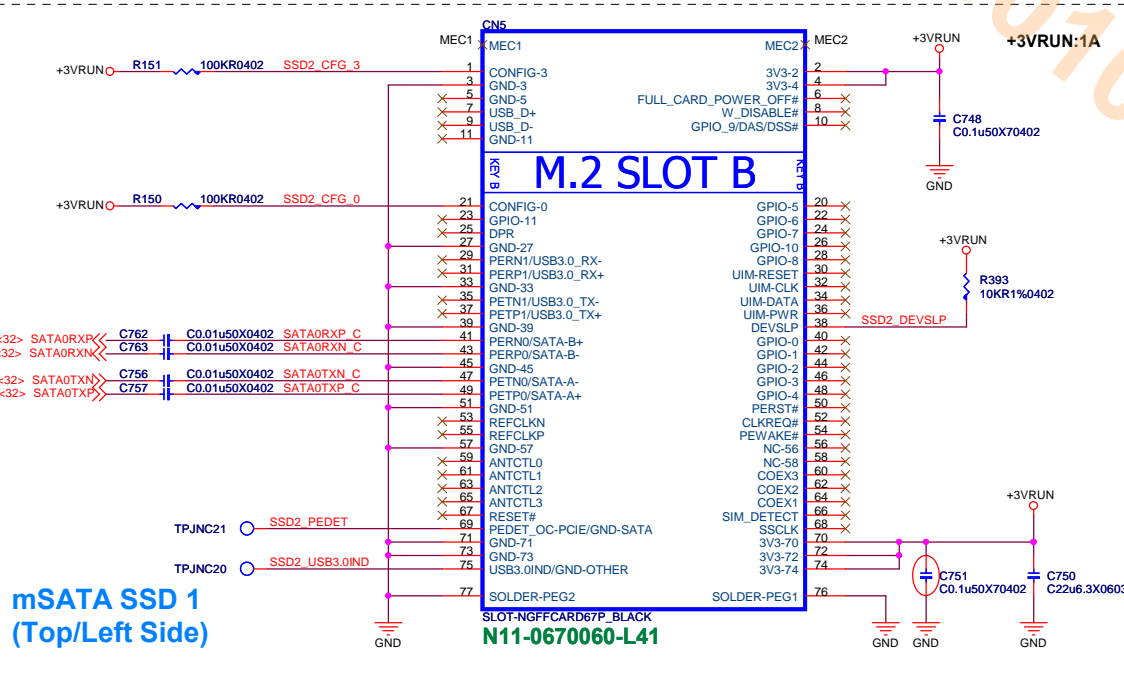 CN5
MEC1 MEC1 MEC2 MEC2
+3VRUN +3VRUN:1A
+3VRUN R151 100KR0402 SSD2_CFG_3 1 CONFIG-3 3V3-2 2
3 GND-3 3V3-4 4
5 GND-5 FULL_CARD_POWER_OFF# 6
7 USB_D+ W_DISABLE# 8
9 USB_D- GPIO_9/DAS/DSS# 10
11 GND-11
C748
C0.1u50X70402
GND
KEY B M.2 SLOT B KEY B
+3VRUN R150 100KR0402 SSD2_CFG_0 21 CONFIG-0 GPIO-5 20
23 GPIO-11 GPIO-6 22
25 DPR GPIO-7 24
27 GND-27 GPIO-10 26
29 PERN1/USB3.0_RX- GPIO-8 28
31 PERP1/USB3.0_RX+ UIM-RESET 30
33 GND-33 UIM-CLK 32
35 PETN1/USB3.0_TX- UIM-DATA 34
37 PETP1/USB3.0_TX+ UIM-PWR 36
39 GND-39 DEVSLP 38 SSD2_DEVSLP
+3VRUN
R393
10KR1%0402
<32> SATA0RXP C762 C0.01u50X0402 SATA0RXP_C 41 PERN0/SATA-B+ GPIO-0 40
<32> SATA0RXN C763 C0.01u50X0402 SATA0RXN_C 43 PERP0/SATA-B- GPIO-1 42
45 GND-45 GPIO-2 44
<32> SATA0TXN C756 C0.01u50X0402 SATA0TXN_C 47 PETN0/SATA-A- GPIO-3 46
<32> SATA0TXP C757 C0.01u50X0402 SATA0TXP_C 49 PETP0/SATA-A+ GPIO-4 48
51 GND-51 PERST# 50
53 REFCLKN CLKREQ# 52
55 REFCLKP PEWAKE# 54
57 GND-57 NC-56 56
59 ANTCTL0 NC-58 58
61 ANTCTL1 COEX3 60
63 ANTCTL2 COEX2 62
65 ANTCTL3 COEX1 64
67 RESET# SIM_DETECT 66
TPJNC21 SSD2_PEDET 69 PEDET_OC-PCIE/GND-SATA SSCLK 68
71 GND-71 3V3-70 70
73 GND-73 3V3-72 72
TPJNC20 SSD2_USB3.0IND 75 USB3.0IND/GND-OTHER 3V3-74 74
77 SOLDER-PEG2 SOLDER-PEG1 76
+3VRUN
C751
C0.1u50X70402
C750
C22u6.3X0603
mSATA SSD 1
(Top/Left Side)
SLOT-NGFFCARD67P_BLACK
N11-0670060-L41
GND GND GND GND